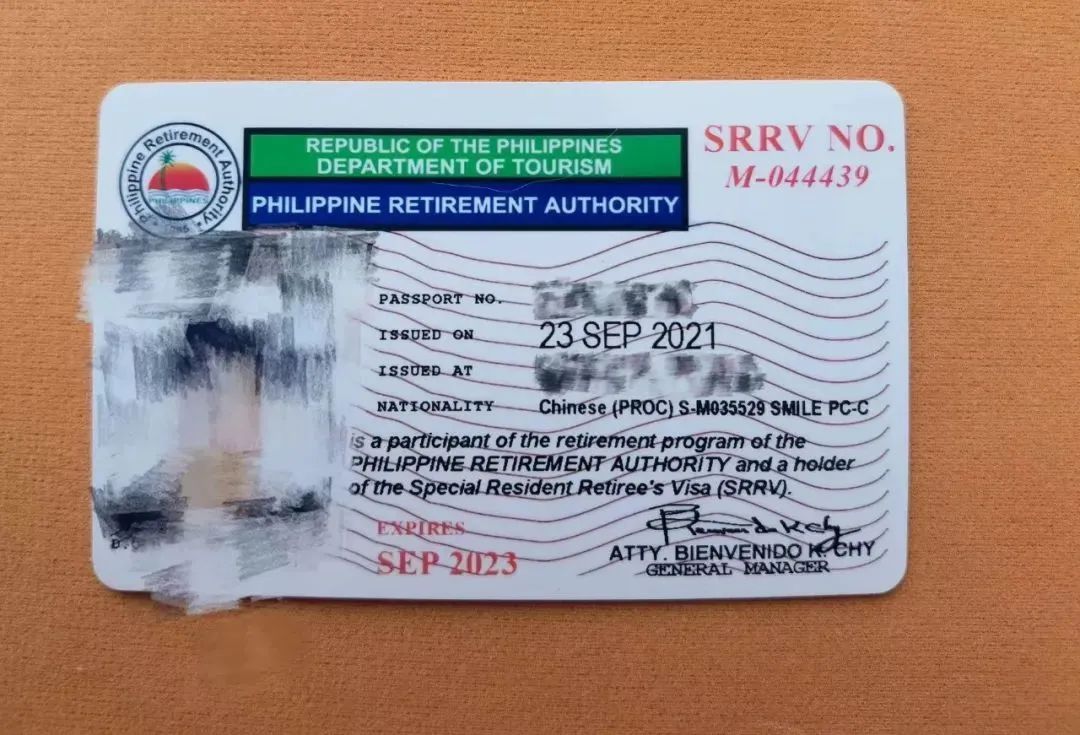 Philippine Retirement Authority
PHILIPPINES
REPUBLIC OF THE PHILIPPINES
DEPARTMENT OF TOURISM
PHILIPPINE RETIREMENT AUTHORITY
SRRV NO.
M-044439
PASSPORT NO.
ISSUED ON 23 SEP 2021
ISSUED AT
NATIONALITY Chinese (PROC) S-M035529 SMILE PC-C
is a participant of the retirement program of the
PHILIPPINE RETIREMENT AUTHORITY and a holder
of the Special Resident Retiree's Visa (SRRV).
EXPIRES
SEP 2023
ATTY. BIENVENIDO K. CHY
GENERAL MANAGER